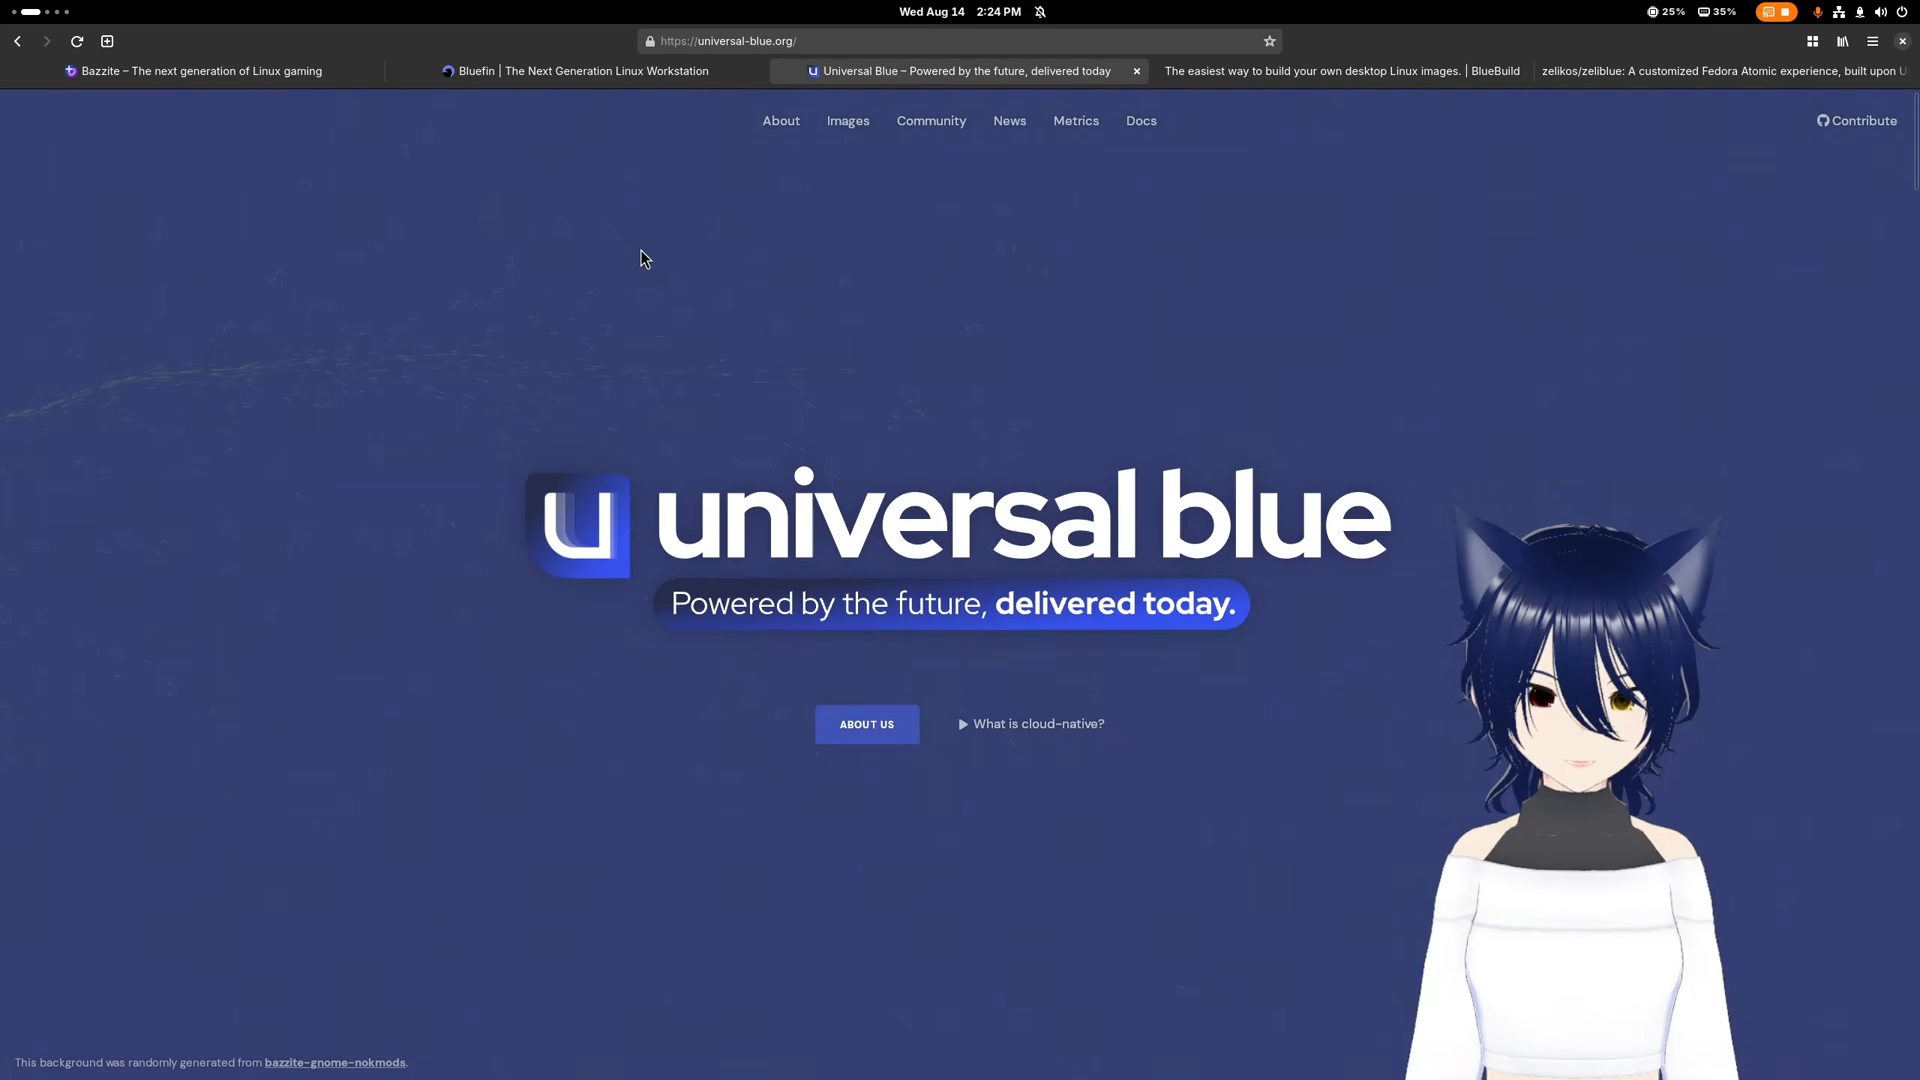 Wed Aug 14 2:24 PM
25% 35%
https://universal-blue.org/
Bazzite – The next generation of Linux gaming
Bluefin | The Next Generation Linux Workstation
Universal Blue – Powered by the future, delivered today
The easiest way to build your own desktop Linux images. | BlueBuild
zelikos/zeliblue: A customized Fedora Atomic experience, built upon U
About Images Community News Metrics Docs
Contribute
u universal blue
Powered by the future, delivered today.
ABOUT US
What is cloud-native?
This background was randomly generated from bazzite-gnome-nokmods.